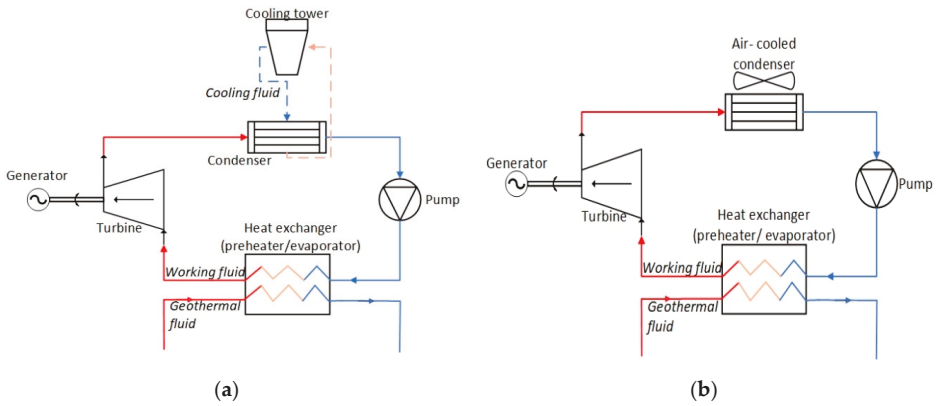 Cooling tower
Cooling fluid
Condenser
Generator
Turbine
Pump
Heat exchanger
(preheater/evaporator)
Working fluid
Geothermal
fluid
(a)
Air- cooled
condenser
Generator
Turbine
Pump
Heat exchanger
(preheater/ evaporator)
Working fluid
Geothermal
fluid
(b)